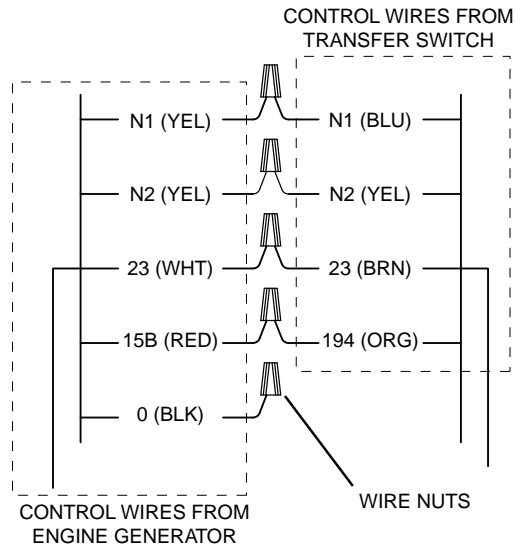 CONTROL WIRES FROM
TRANSFER SWITCH
N1 (YEL)
N1 (BLU)
N2 (YEL)
N2 (YEL)
23 (WHT)
23 (BRN)
15B (RED)
194 (ORG)
0 (BLK)
WIRE NUTS
CONTROL WIRES FROM
ENGINE GENERATOR